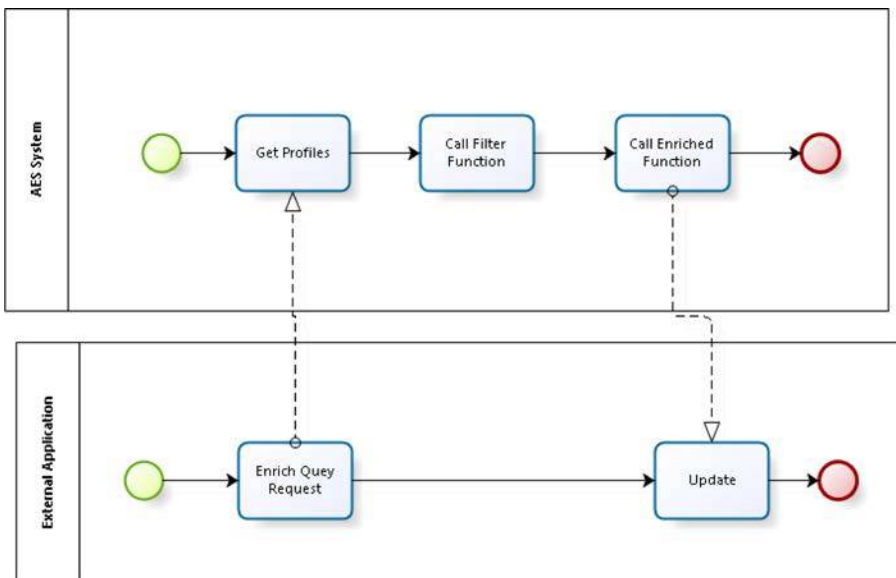 AES System
Get Profiles
Call Filter
Function
Call Enriched
Function
External Application
Enrich Quey
Request
Update